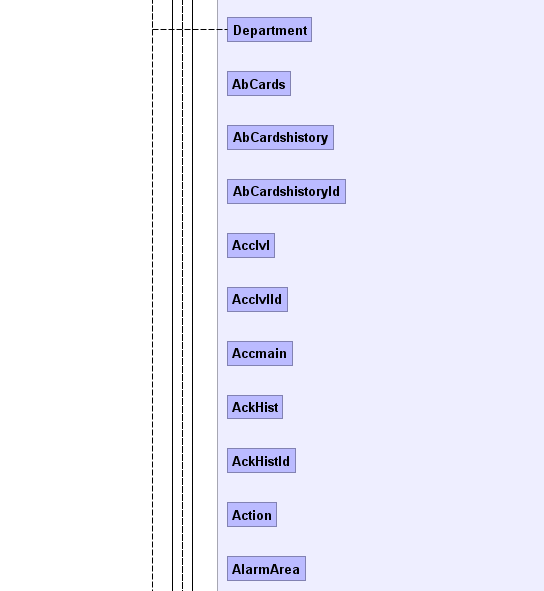 Department
AbCards
AbCardshistory
AbCardshistoryId
Acclvl
AcclvlId
Accmain
AckHist
AckHistId
Action
AlarmArea